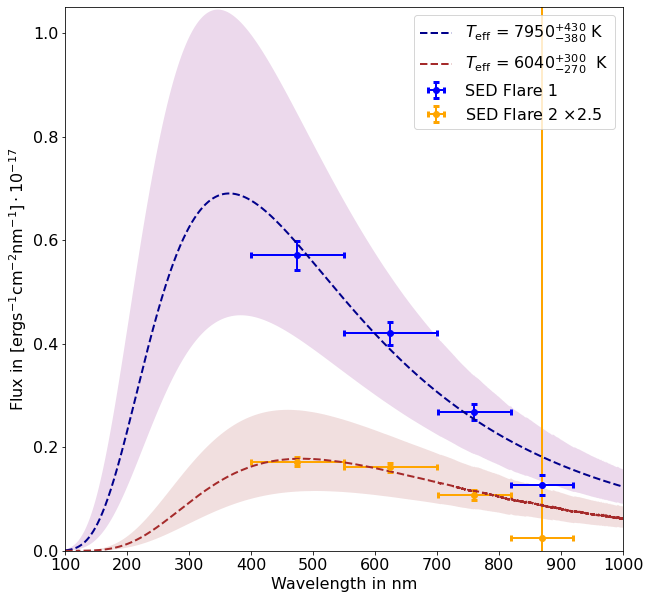 1.0
0.8
0.6
0.4
0.2
0.0
Flux in [ergs⁻¹cm⁻²nm⁻¹] · 10⁻¹⁷
T_eff = 7950⁺⁴³⁰₋₃₈₀ K
T_eff = 6040⁺³⁰⁰₋₂₇₀ K
SED Flare 1
SED Flare 2 ×2.5
100 200 300 400 500 600 700 800 900 1000
Wavelength in nm